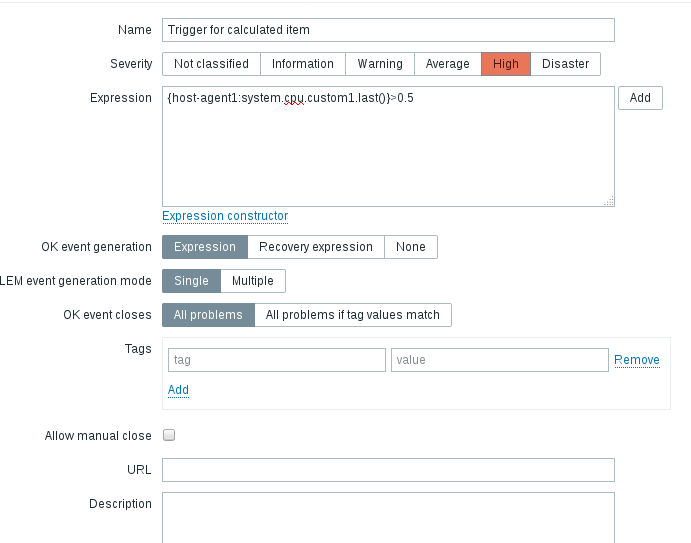 Name Trigger for calculated item
Severity Not classified Information Warning Average High Disaster
Expression {host-agent1:system.cpu.custom1.last()}>0.5 Add
Expression constructor
OK event generation Expression Recovery expression None
LEM event generation mode Single Multiple
OK event closes All problems All problems if tag values match
Tags tag value Remove
Add
Allow manual close
URL
Description